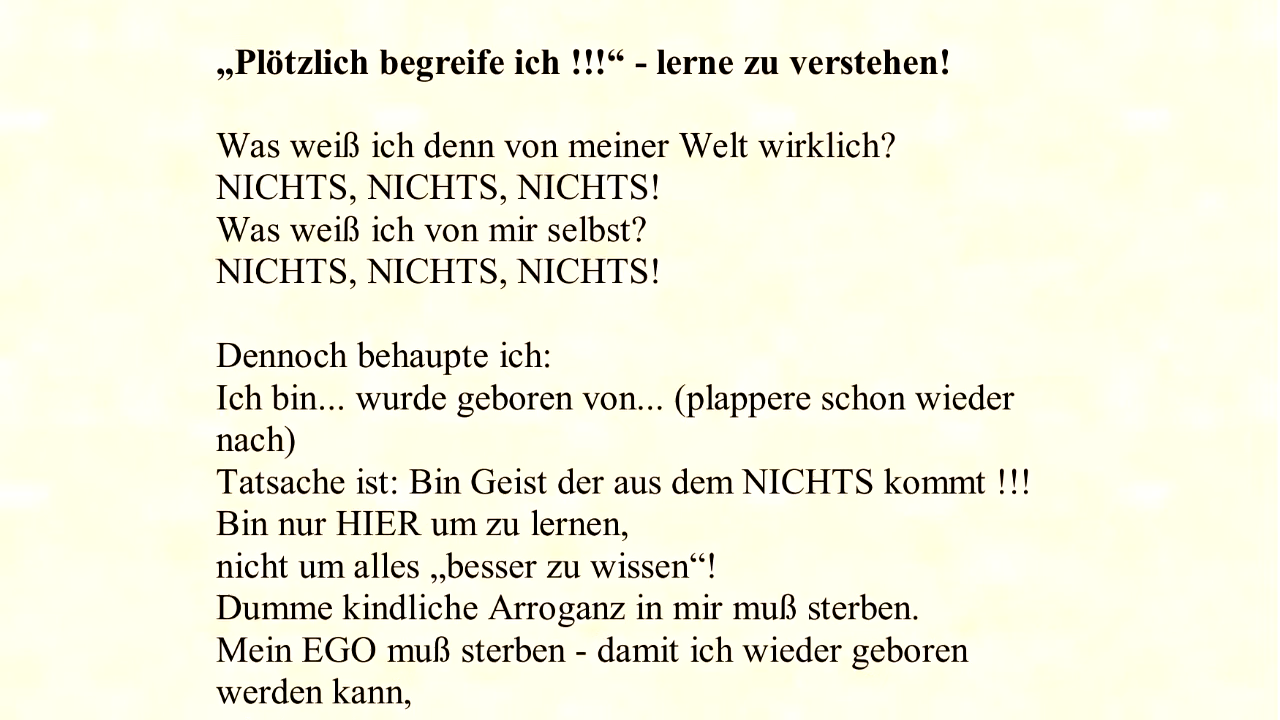 „Plötzlich begreife ich !!!“ - lerne zu verstehen!
Was weiß ich denn von meiner Welt wirklich?
NICHTS, NICHTS, NICHTS!
Was weiß ich von mir selbst?
NICHTS, NICHTS, NICHTS!
Dennoch behaupte ich:
Ich bin... wurde geboren von... (plappere schon wieder
nach)
Tatsache ist: Bin Geist der aus dem NICHTS kommt !!!
Bin nur HIER um zu lernen,
nicht um alles „besser zu wissen“!
Dumme kindliche Arroganz in mir muß sterben.
Mein EGO muß sterben - damit ich wieder geboren
werden kann,